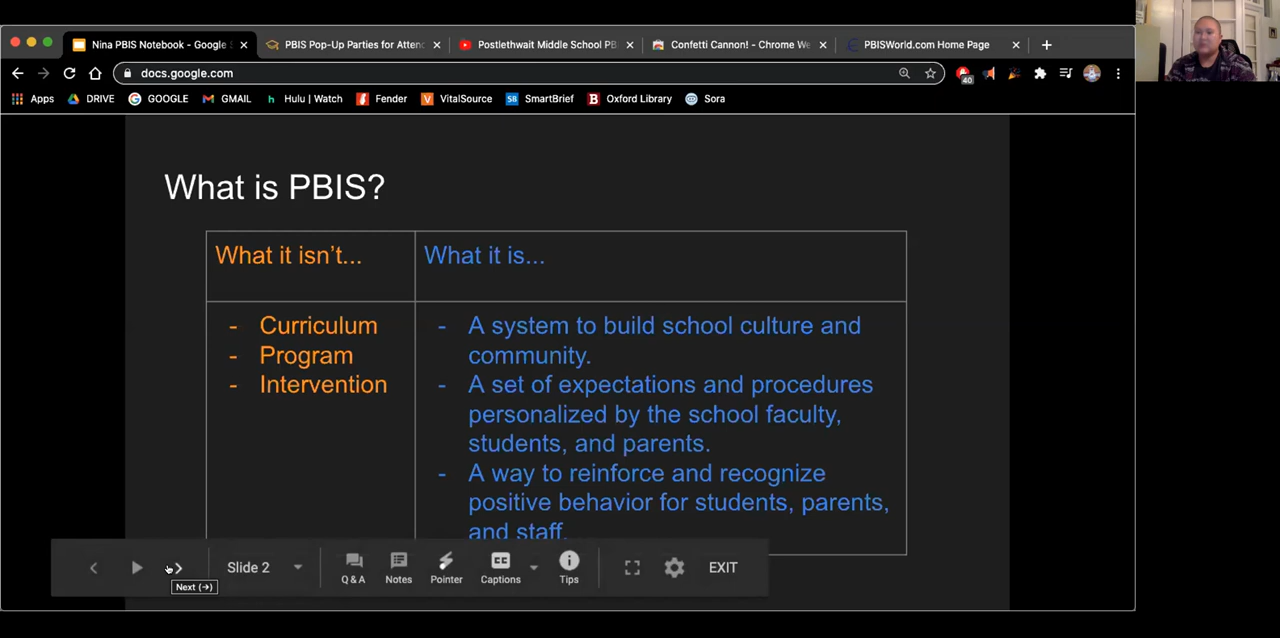 Nina PBIS Notebook - Google S
PBIS Pop-Up Parties for Attend
Postlethwait Middle School PB
Confetti Cannon! - Chrome We
PBISWorld.com Home Page
docs.google.com
40
Apps DRIVE GOOGLE GMAIL Hulu | Watch Fender VitalSource SB SmartBrief B Oxford Library Sora
What is PBIS?
What it isn't...
- Curriculum
- Program
- Intervention
What it is...
- A system to build school culture and
community.
- A set of expectations and procedures
personalized by the school faculty,
students, and parents.
- A way to reinforce and recognize
positive behavior for students, parents,
and staff.
Slide 2
Q & A
Notes
Pointer
CC
Captions
Tips
EXIT
Next (→)